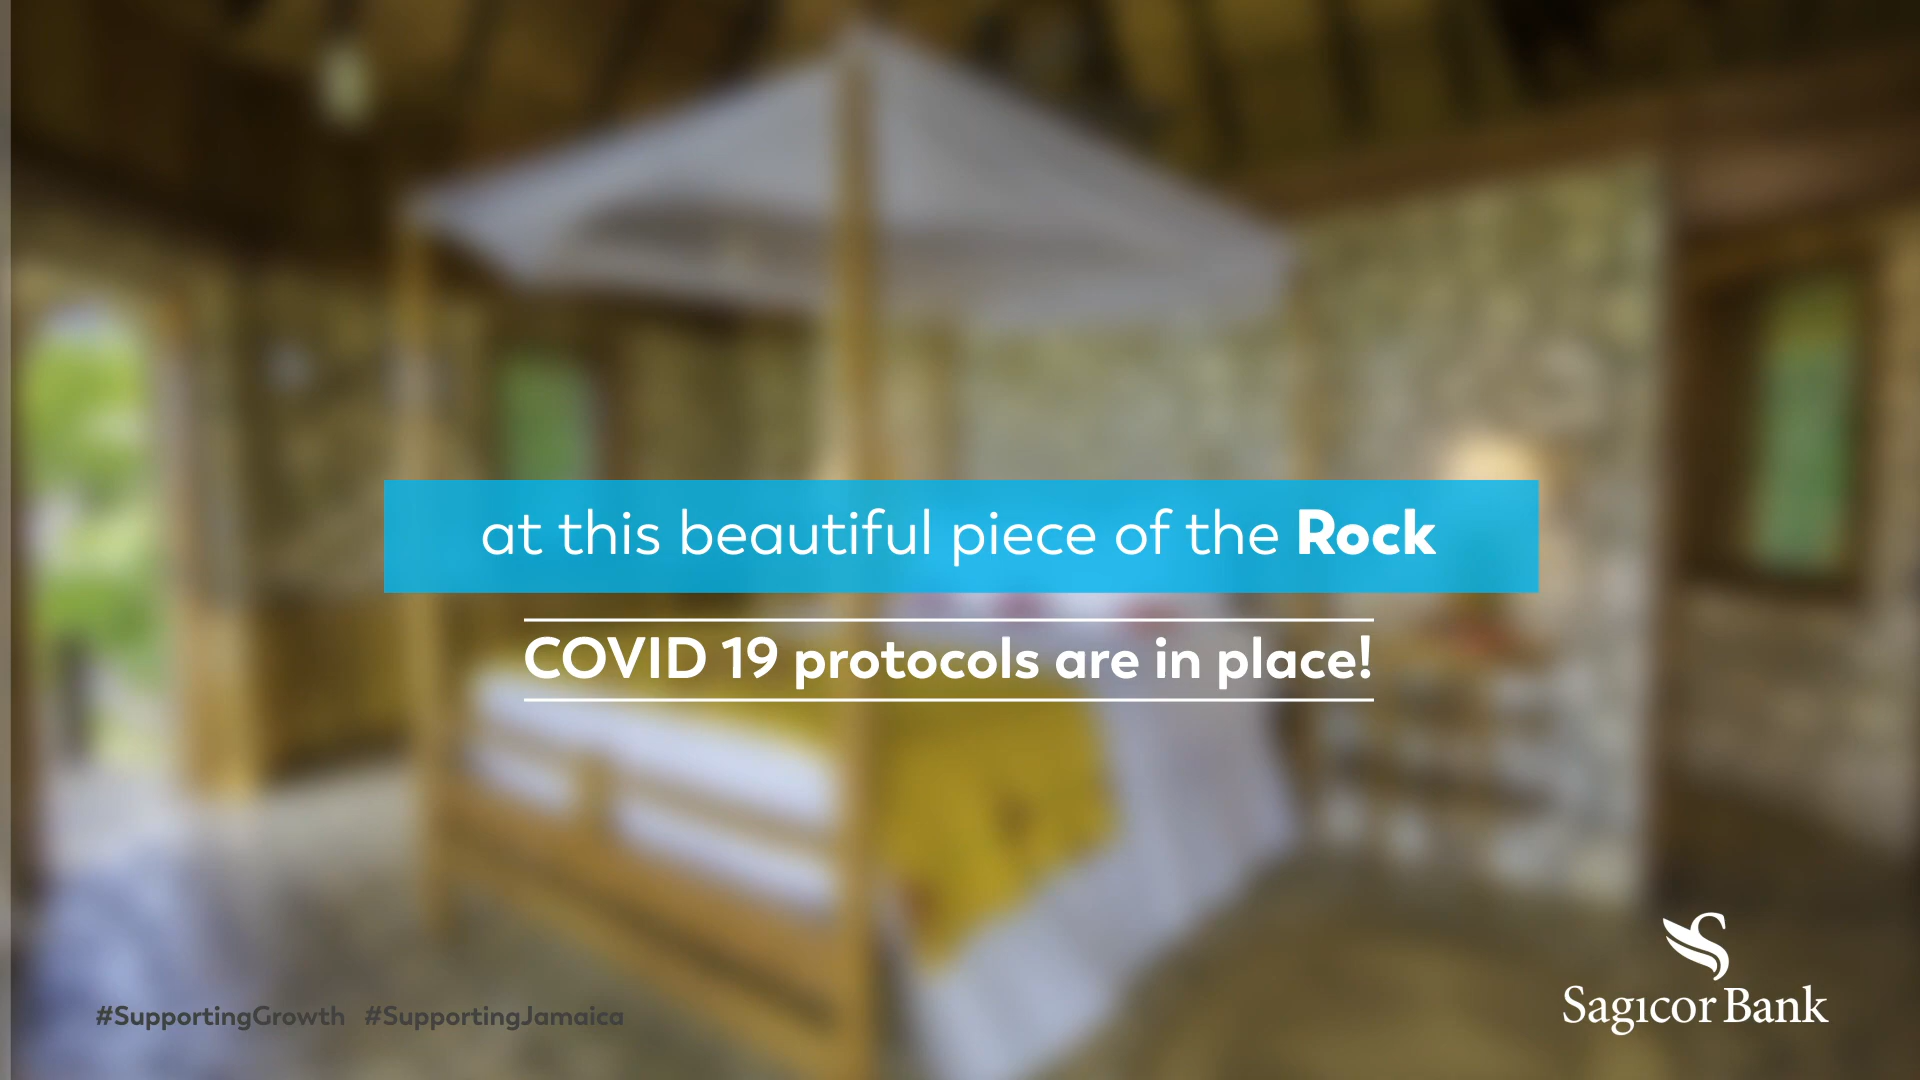 at this beautiful piece of the Rock
COVID 19 protocols are in place!
#SupportingGrowth #SupportingJamaica
Sagicor Bank